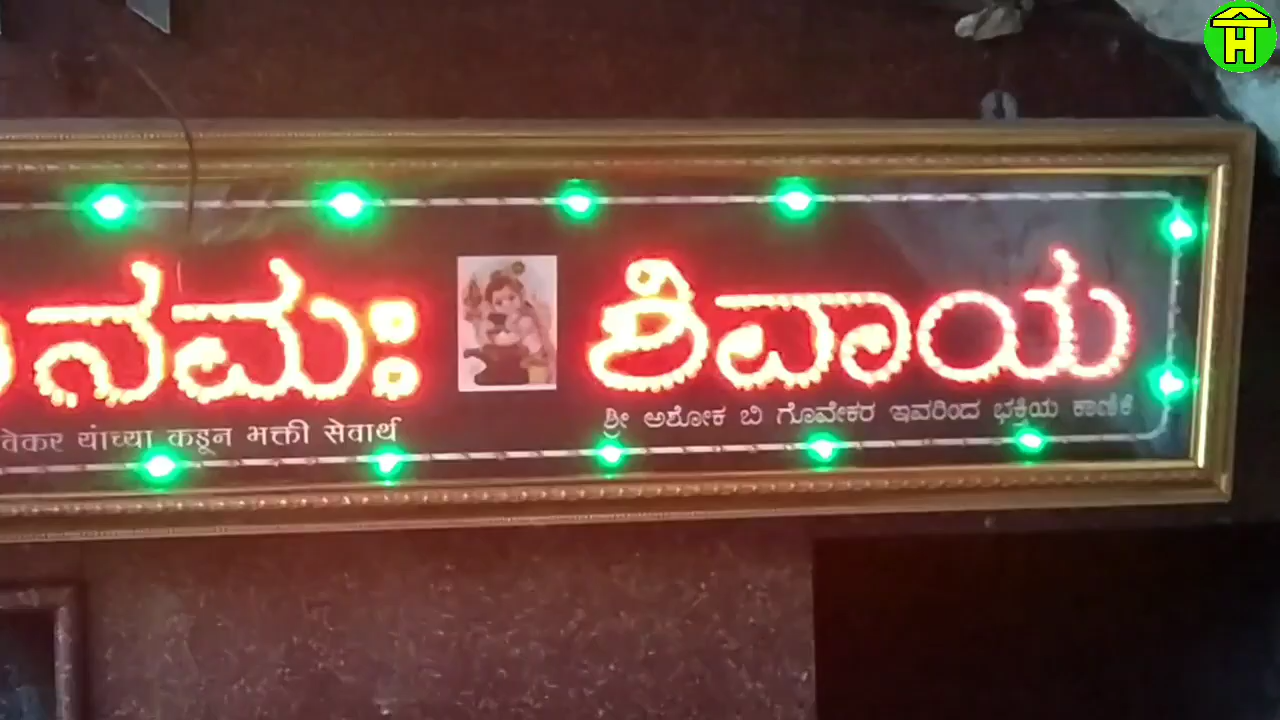 ನಮಃ ಶಿವಾಯ
वेकर यांच्या कडून भक्ती सेवार्थ
ಶ್ರೀ ಅಶೋಕ ಬಿ ಗೊವೇಕರ ಇವರಿಂದ ಭಕ್ತಿಯ ಕಾಣಿಕೆ
H